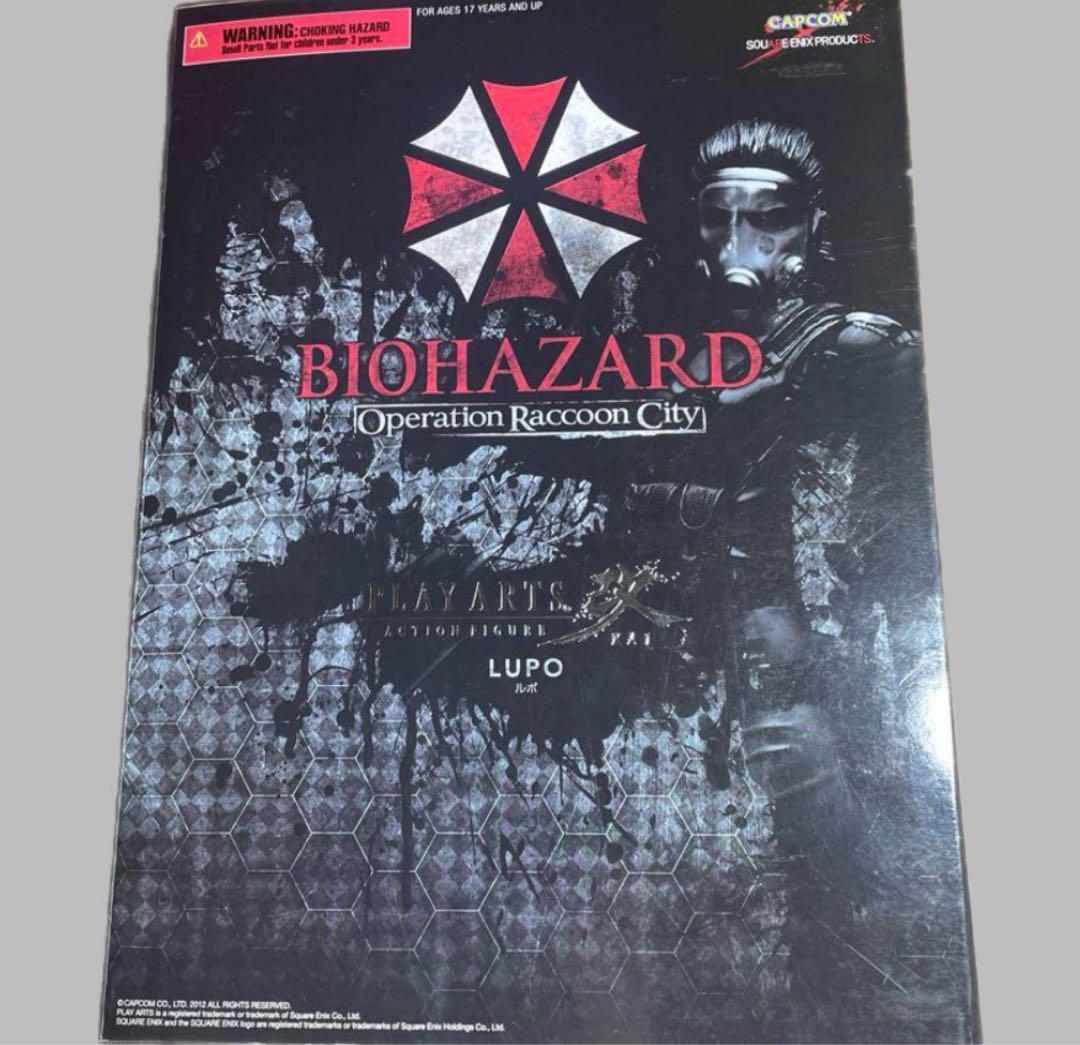 WARNING: CHOKING HAZARD
Small Parts Not for children under 3 years.
FOR AGES 17 YEARS AND UP
CAPCOM
SQUARE ENIX PRODUCTS
BIOHAZARD
Operation Raccoon City
PLAY ARTS 改
ACTION FIGURE KAI
LUPO
ルポ
©CAPCOM CO., LTD. 2012 ALL RIGHTS RESERVED.
PLAY ARTS is a registered trademark or trademark of Square Enix Co., Ltd.
SQUARE ENIX and the SQUARE ENIX logo are registered trademarks or trademarks of Square Enix Holdings Co., Ltd.